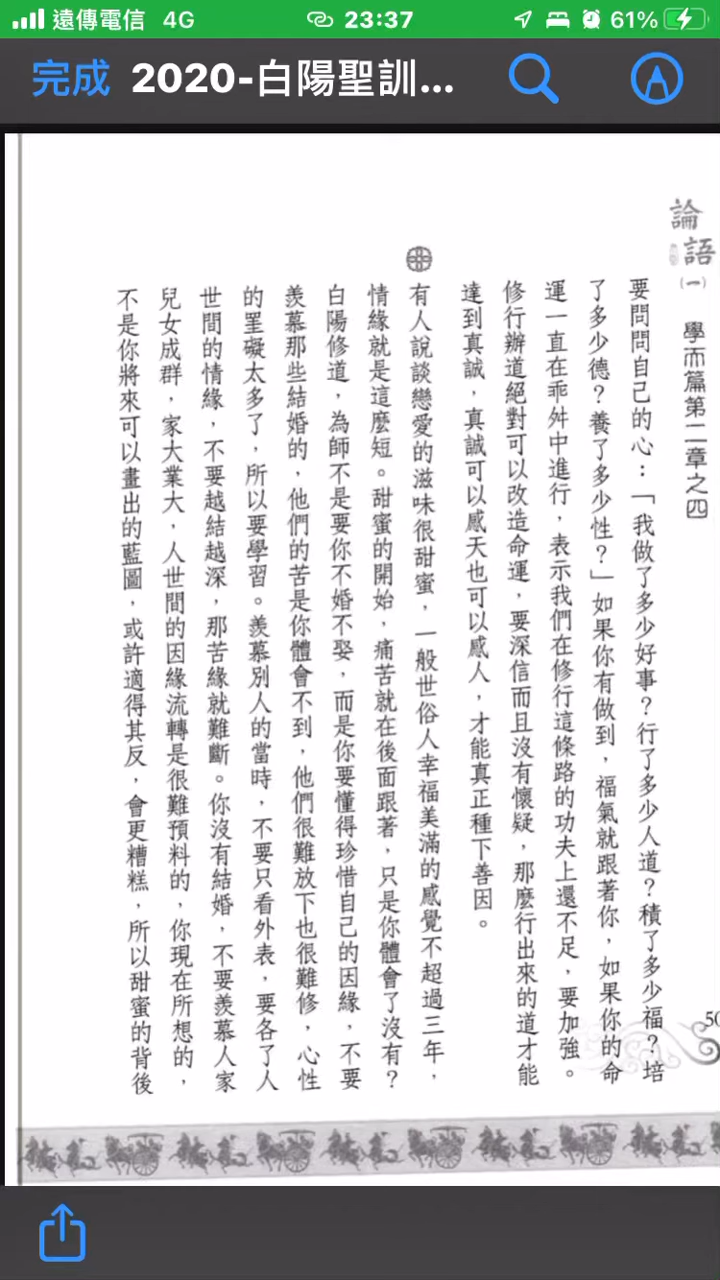 遠傳電信 4G 23:37 61%
完成 2020-白陽聖訓...
論語
(一)
學而篇第二章之四
50
要問問自己的心：「我做了多少好事？行了多少人道？積了多少福？培
了多少德？養了多少性？」如果你有做到，福氣就跟著你，如果你的命
運一直在乖舛中進行，表示我們在修行這條路的功夫上還不足，要加強。
修行辦道絕對可以改造命運，要深信而且沒有懷疑，那麼行出來的道才能
達到真誠，真誠可以感天也可以感人，才能真正種下善因。
有人說談戀愛的滋味很甜蜜，一般世俗人幸福美滿的感覺不超過三年，
情緣就是這麼短。甜蜜的開始，痛苦就在後面跟著，只是你體會了沒有？
白陽修道，為師不是要你不婚不娶，而是你要懂得珍惜自己的因緣，不要
羨慕那些結婚的，他們的苦是你體會不到，他們很難放下也很難修，心性
的罣礙太多了，所以要學習。羨慕別人的當時，不要只看外表，要各了人
世間的情緣，不要越結越深，那苦緣就難斷。你沒有結婚，不要羨慕人家
兒女成群，家大業大，人世間的因緣流轉是很難預料的，你現在所想的，
不是你將來可以畫出的藍圖，或許適得其反，會更糟糕，所以甜蜜的背後